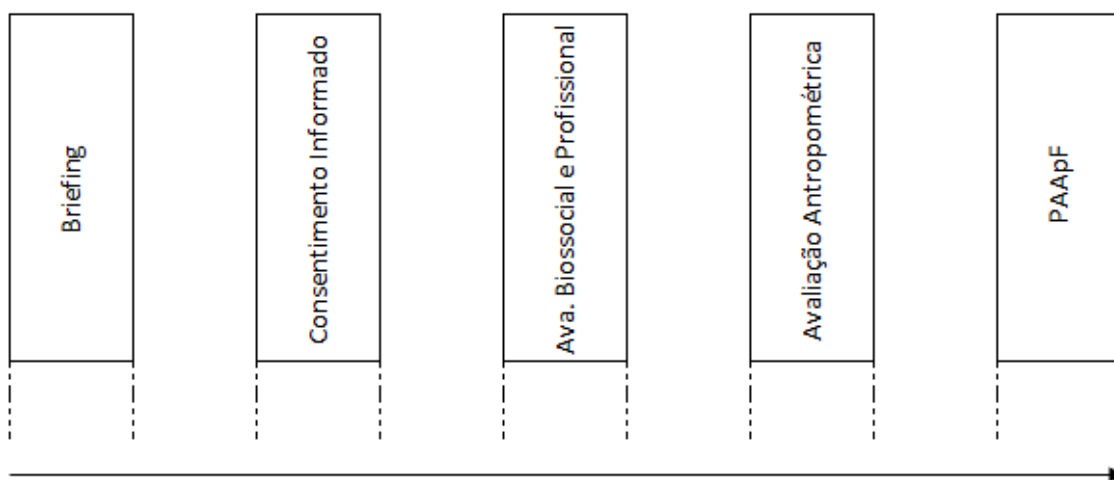 Briefing
Consentimento Informado
Ava. Biossocial e Profissional
Avaliação Antropométrica
PAApF